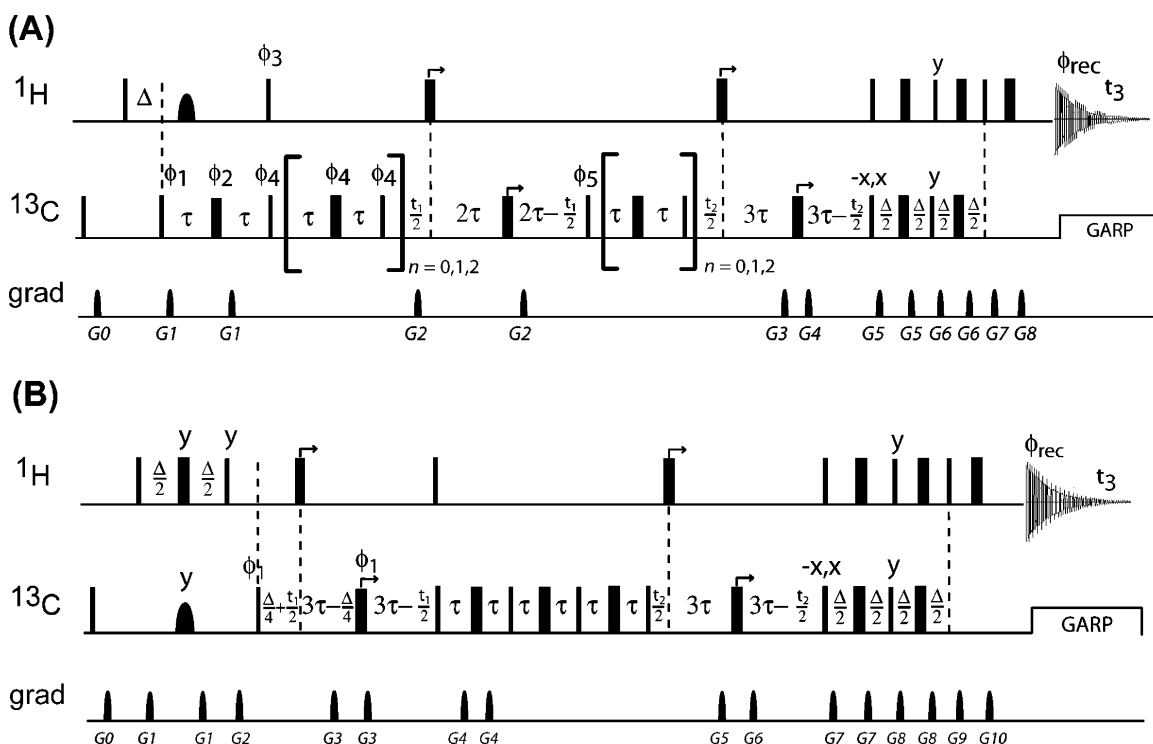 (A)
ϕ3
y
ϕrec
1H
Δ
t3
ϕ1 ϕ2 ϕ4 ϕ4 ϕ4 ϕ5 -x,x y
13C
τ τ τ τ t1/2 2τ 2τ− t1/2 τ τ t2/2 3τ 3τ− t2/2 Δ/2 Δ/2 Δ/2 Δ/2
GARP
n = 0,1,2 n = 0,1,2
grad
G0 G1 G1 G2 G2 G3 G4 G5 G5 G6 G6 G7 G8
(B)
y y y
ϕrec
1H
Δ/2 Δ/2
t3
y ϕ1 ϕ1 -x,x y
13C
Δ/4 + t1/2 3τ− Δ/4 3τ− t1/2 τ τ τ τ τ τ t2/2 3τ 3τ− t2/2 Δ/2 Δ/2 Δ/2 Δ/2
GARP
grad
G0 G1 G1 G2 G3 G3 G4 G4 G5 G6 G7 G7 G8 G8 G9 G10